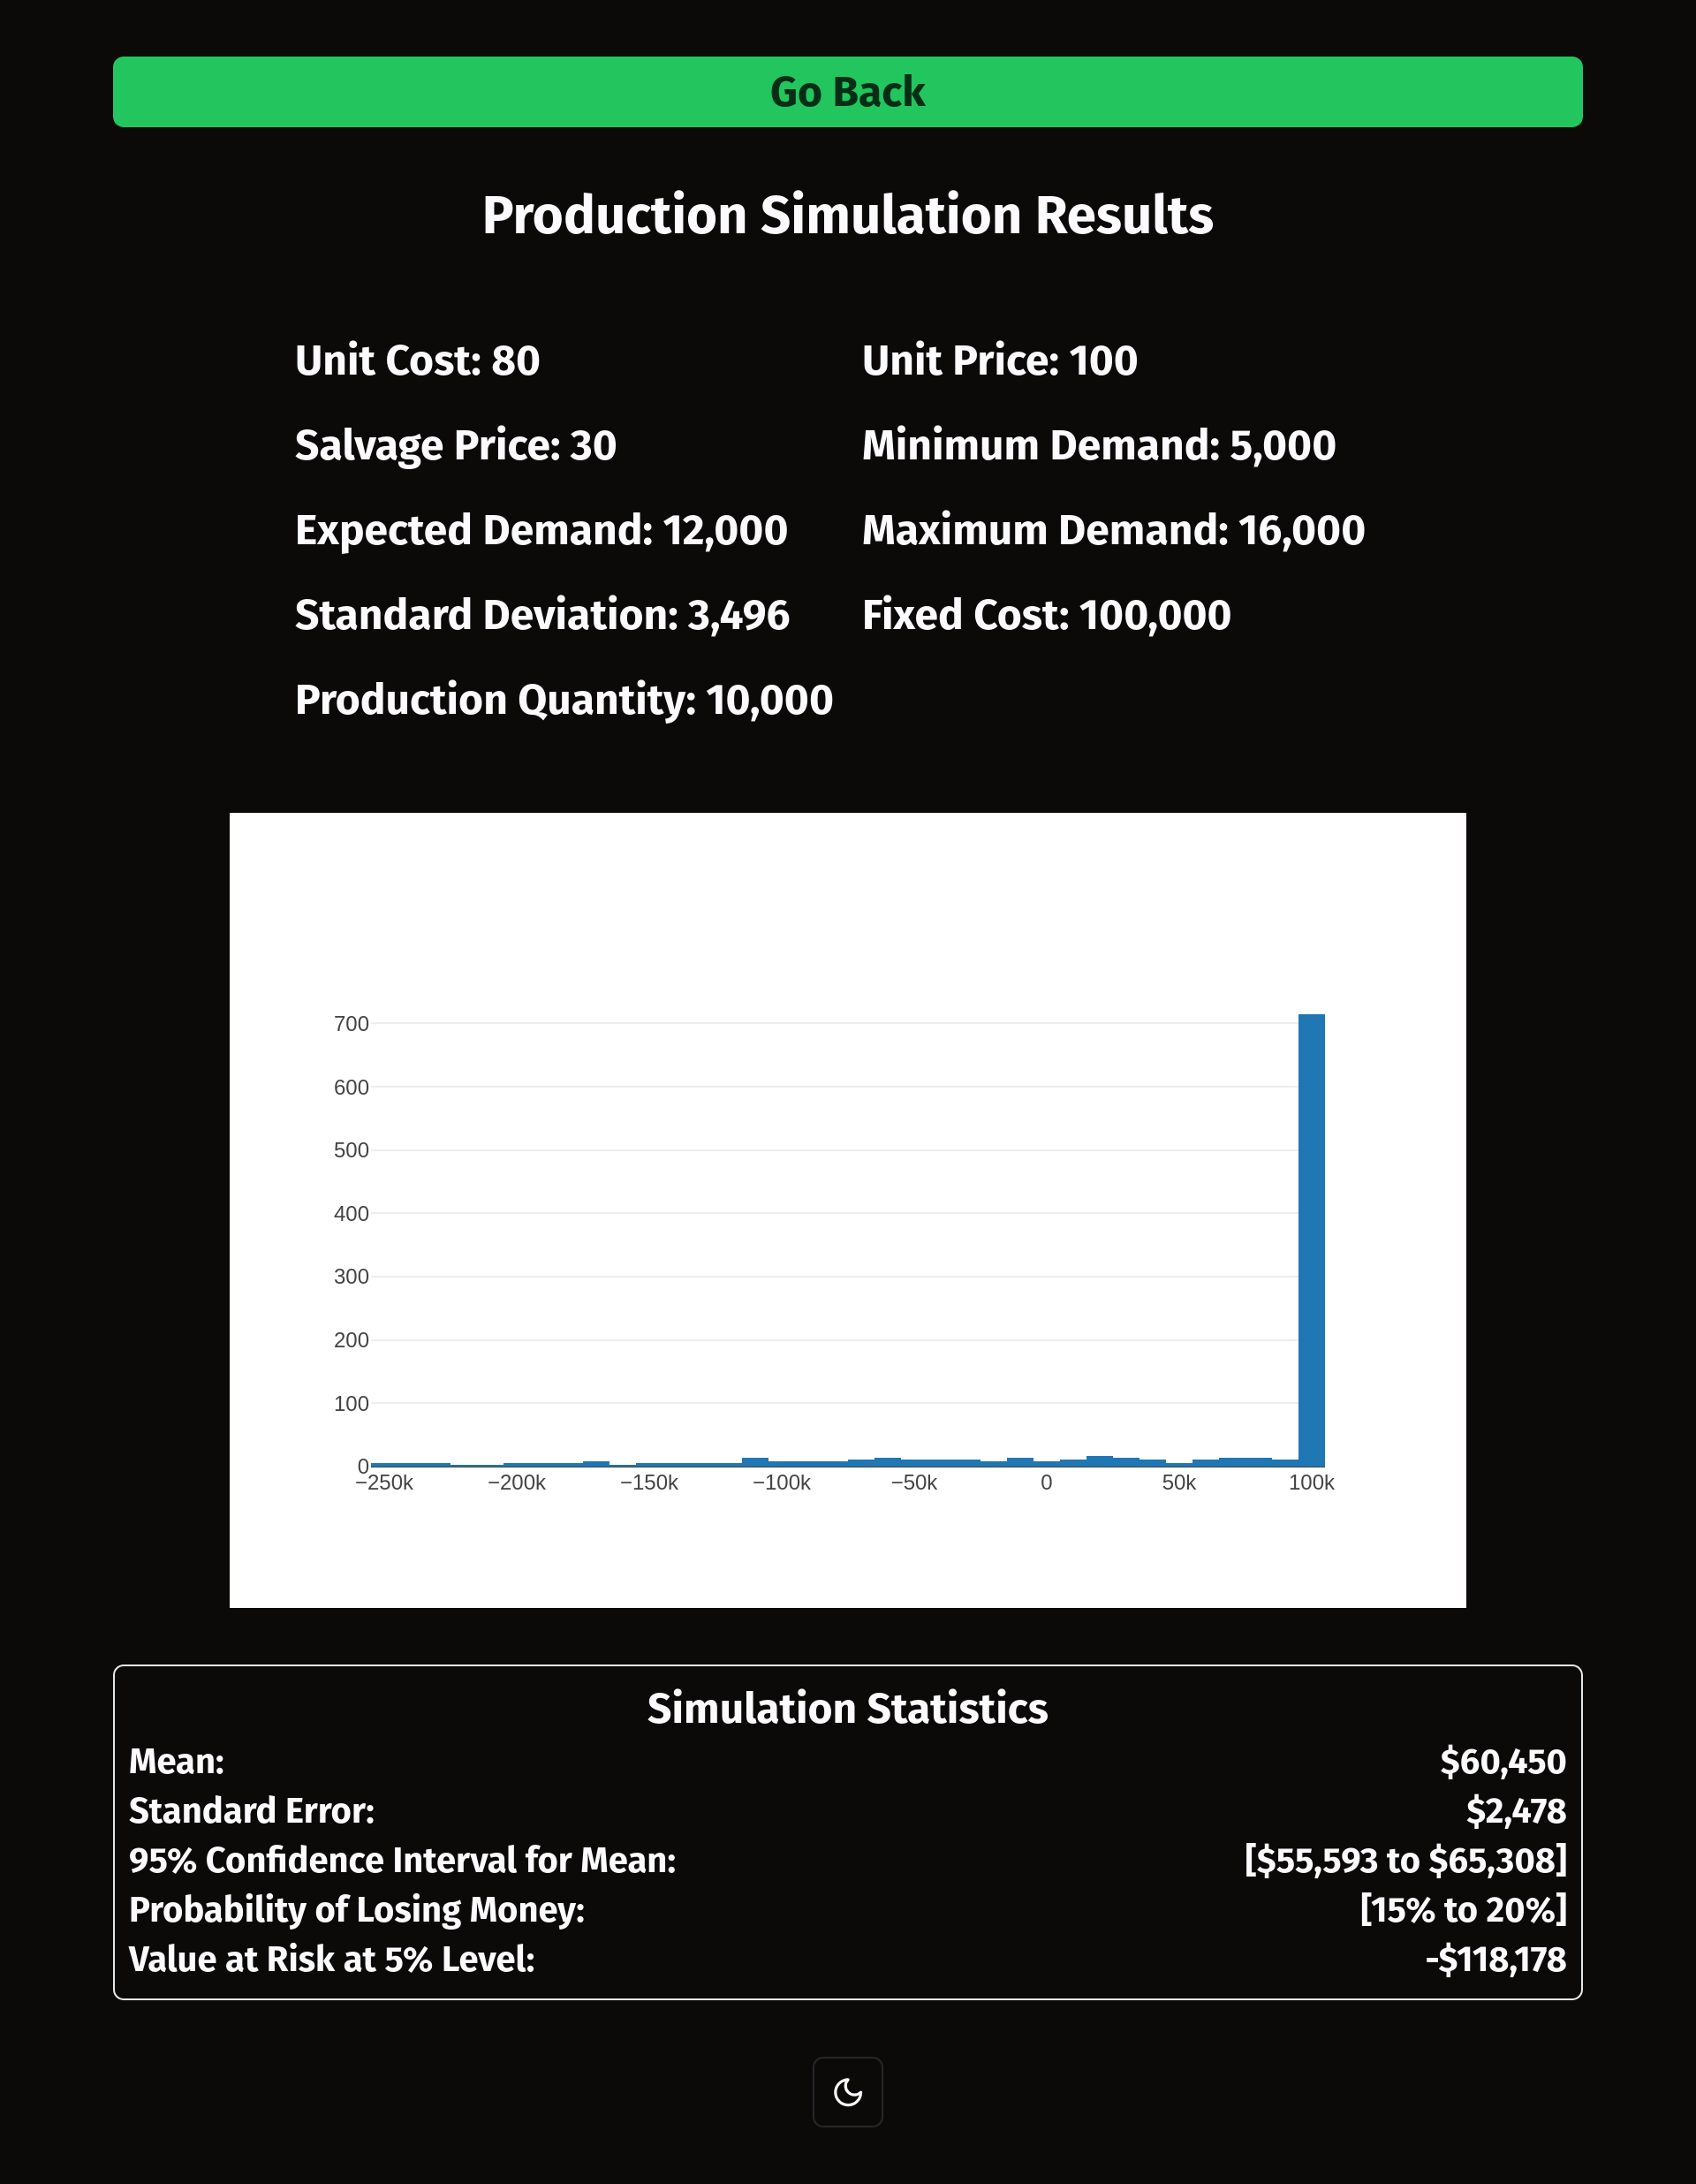 Go Back
Production Simulation Results
Unit Cost: 80
Unit Price: 100
Salvage Price: 30
Minimum Demand: 5,000
Expected Demand: 12,000
Maximum Demand: 16,000
Standard Deviation: 3,496
Fixed Cost: 100,000
Production Quantity: 10,000
700
600
500
400
300
200
100
0
−250k −200k −150k −100k −50k 0 50k 100k
Simulation Statistics
Mean: $60,450
Standard Error: $2,478
95% Confidence Interval for Mean: [$55,593 to $65,308]
Probability of Losing Money: [15% to 20%]
Value at Risk at 5% Level: -$118,178